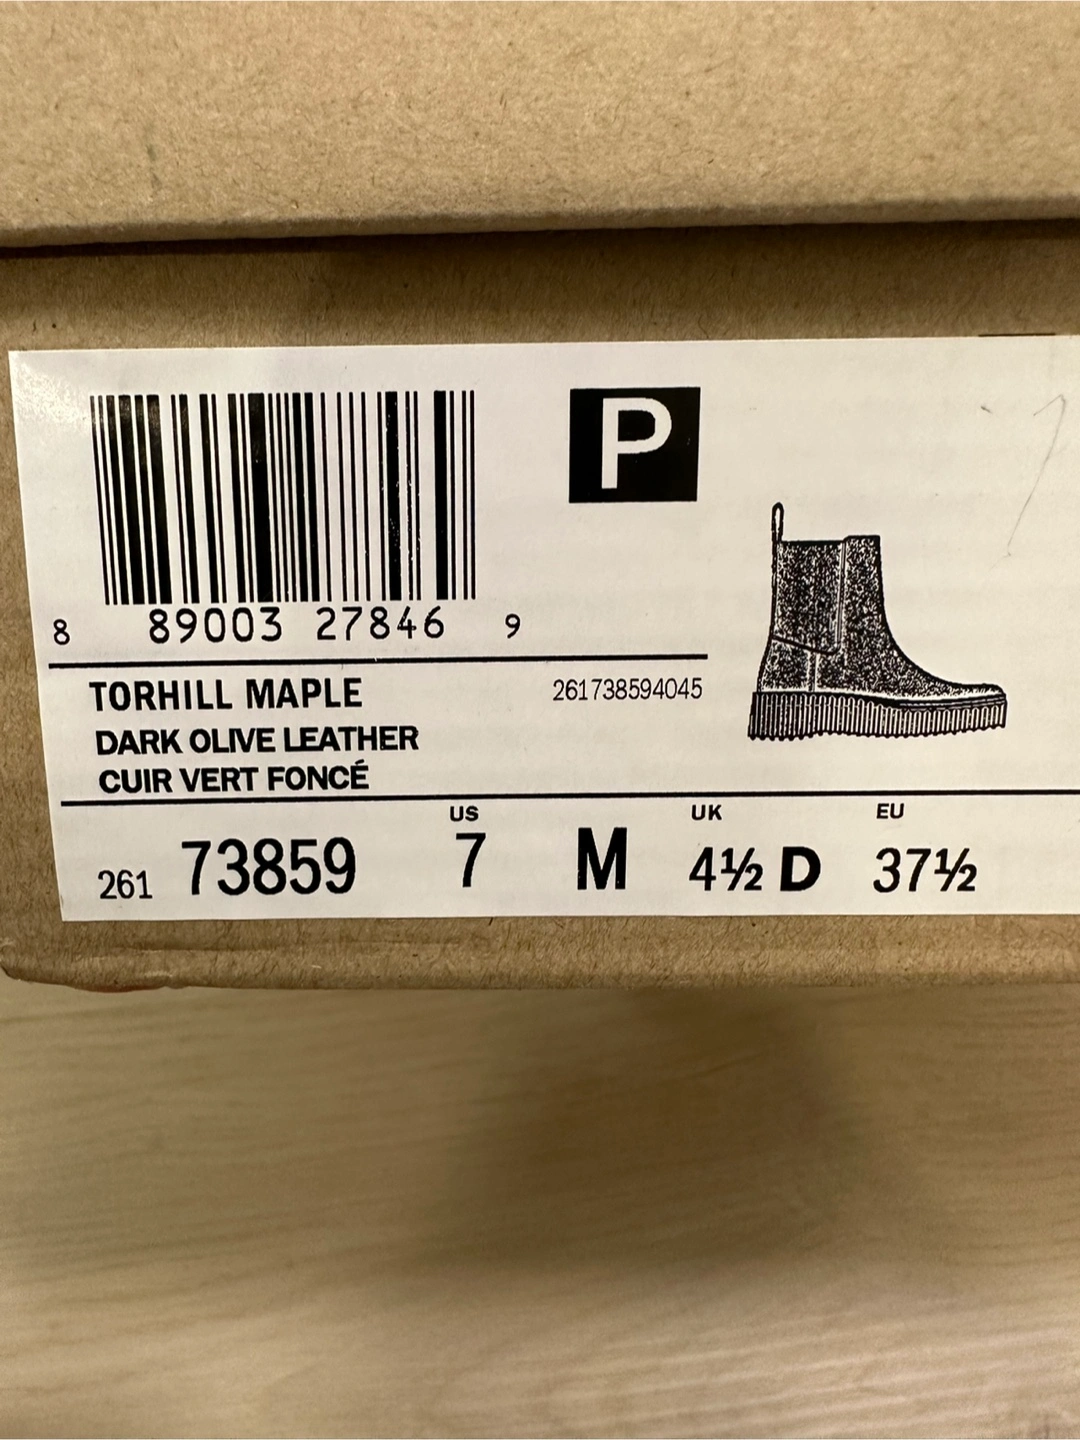 P
8 89003 27846 9
TORHILL MAPLE 261738594045
DARK OLIVE LEATHER
CUIR VERT FONCÉ
US UK EU
261 73859 7 M 4½ D 37½